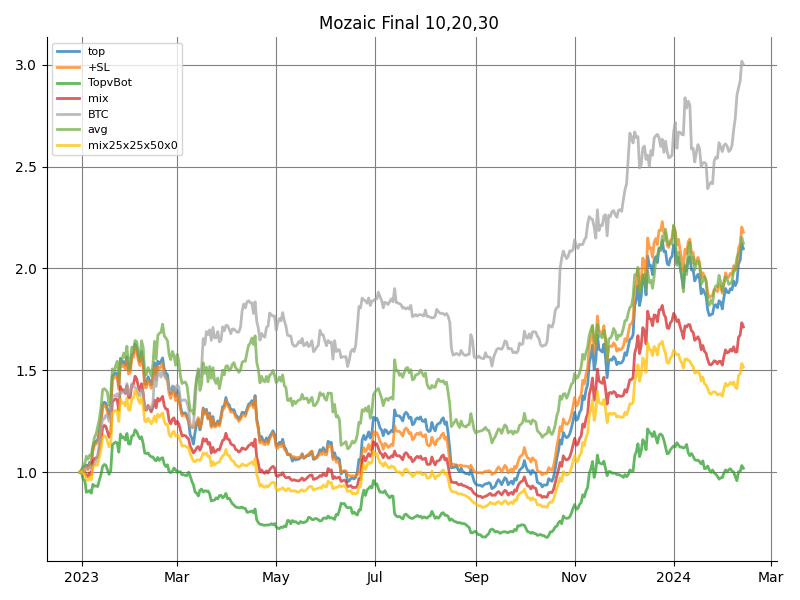 Mozaic Final 10,20,30
top
+SL
TopvBot
mix
BTC
avg
mix25x25x50x0
3.0
2.5
2.0
1.5
1.0
2023 Mar May Jul Sep Nov 2024 Mar